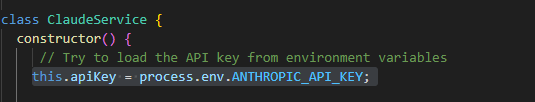 class ClaudeService {
constructor() {
// Try to load the API key from environment variables
this.apiKey = process.env.ANTHROPIC_API_KEY;